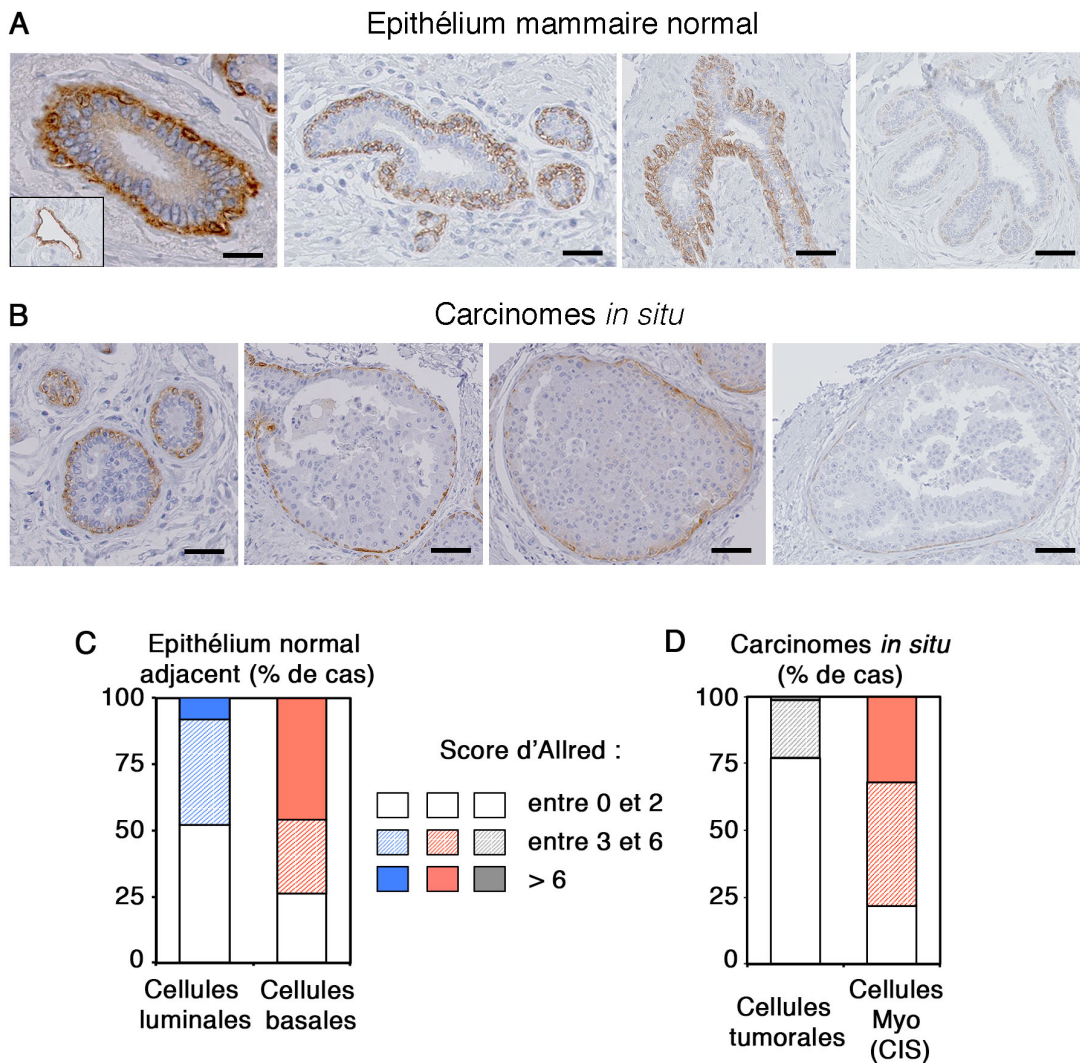 A
Epithélium mammaire normal
B
Carcinomes in situ
C
Epithélium normal
adjacent (% de cas)
100
75
50
25
0
Cellules
luminales
Cellules
basales
Score d'Allred :
entre 0 et 2
entre 3 et 6
> 6
D
Carcinomes in situ
(% de cas)
100
75
50
25
0
Cellules
tumorales
Cellules
Myo
(CIS)